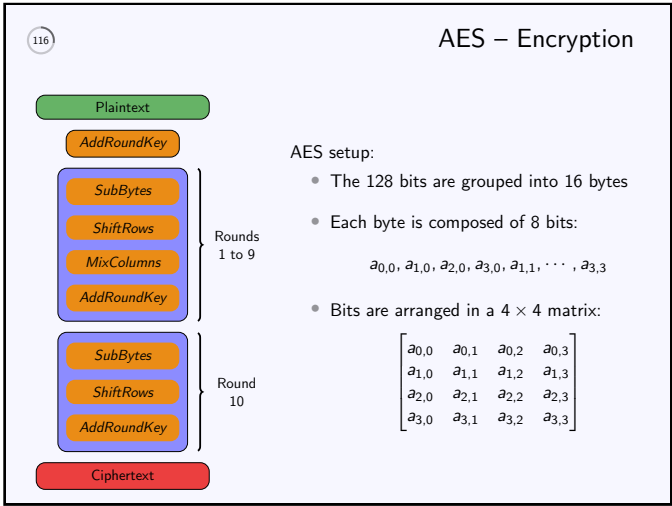 116
AES – Encryption
Plaintext
AddRoundKey
SubBytes
ShiftRows
MixColumns
AddRoundKey
Rounds
1 to 9
SubBytes
ShiftRows
AddRoundKey
Round
10
Ciphertext
AES setup:
• The 128 bits are grouped into 16 bytes
• Each byte is composed of 8 bits:
a0,0, a1,0, a2,0, a3,0, a1,1, ··· , a3,3
• Bits are arranged in a 4 × 4 matrix:
a0,0 a0,1 a0,2 a0,3
a1,0 a1,1 a1,2 a1,3
a2,0 a2,1 a2,2 a2,3
a3,0 a3,1 a3,2 a3,3